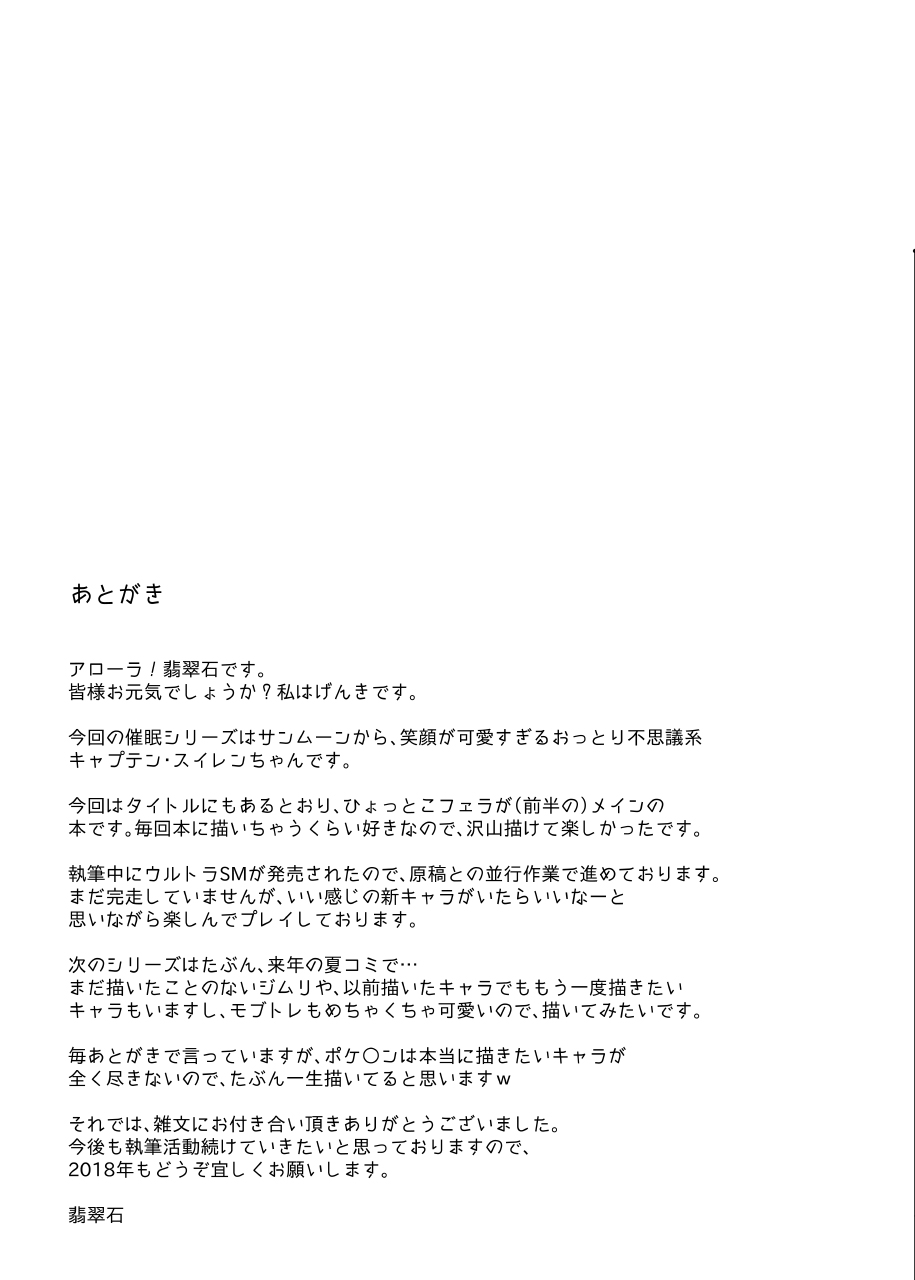 あとがき
アローラ！翡翠石です。
皆様お元気でしょうか？私はげんきです。
今回の催眠シリーズはサンムーンから、笑顔が可愛すぎるおっとり不思議系
キャプテン・スイレンちゃんです。
今回はタイトルにもあるとおり、ひょっとこフェラが（前半の）メインの
本です。毎回本に描いちゃうくらい好きなので、沢山描けて楽しかったです。
執筆中にウルトラSMが発売されたので、原稿との並行作業で進めております。
まだ完走していませんが、いい感じの新キャラがいたらいいなーと
思いながら楽しんでプレイしております。
次のシリーズはたぶん、来年の夏コミで…
まだ描いたことのないジムリや、以前描いたキャラでももう一度描きたい
キャラもいますし、モブトレもめちゃくちゃ可愛いので、描いてみたいです。
毎あとがきで言っていますが、ポケ〇ンは本当に描きたいキャラが
全く尽きないので、たぶん一生描いてると思いますｗ
それでは、雑文にお付き合い頂きありがとうございました。
今後も執筆活動続けていきたいと思っておりますので、
2018年もどうぞ宜しくお願いします。
翡翠石